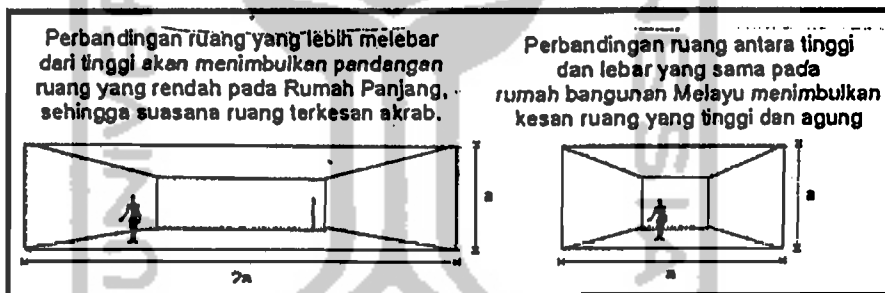 Perbandingan ruang yang lebih melebar
dari tinggi akan menimbulkan pandangan
ruang yang rendah pada Rumah Panjang,
sehingga suasana ruang terkesan akrab.
a
2a
Perbandingan ruang antara tinggi
dan lebar yang sama pada
rumah bangunan Melayu menimbulkan
kesan ruang yang tinggi dan agung
a
a